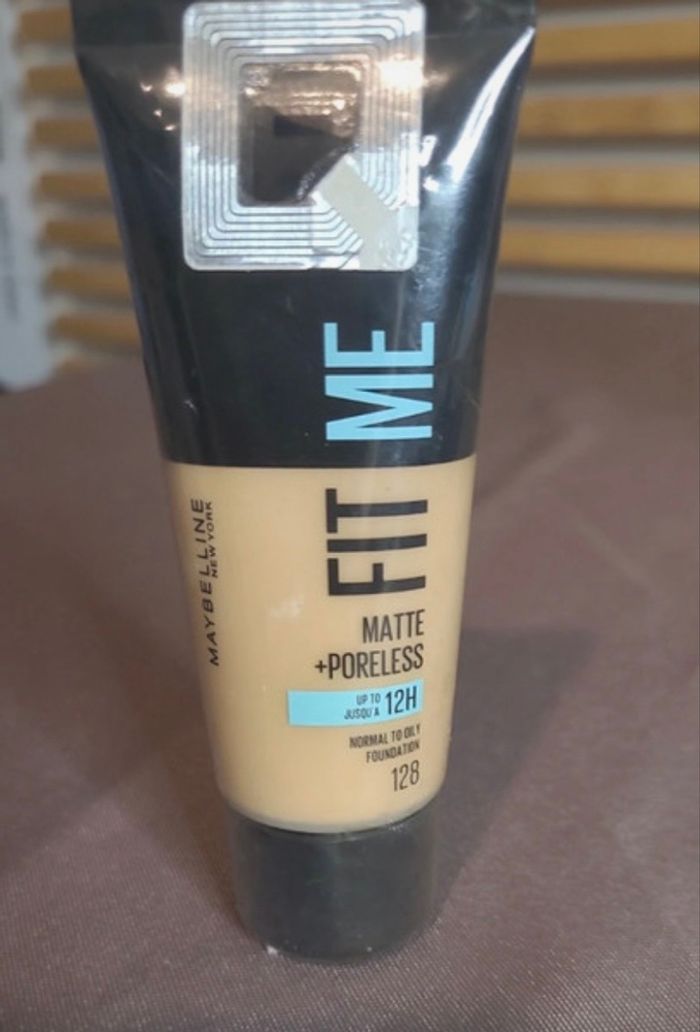 MAYBELLINE
NEW YORK
FIT ME
MATTE
+PORELESS
UP TO
JUSQU'A
12H
NORMAL TO OILY
FOUNDATION
128